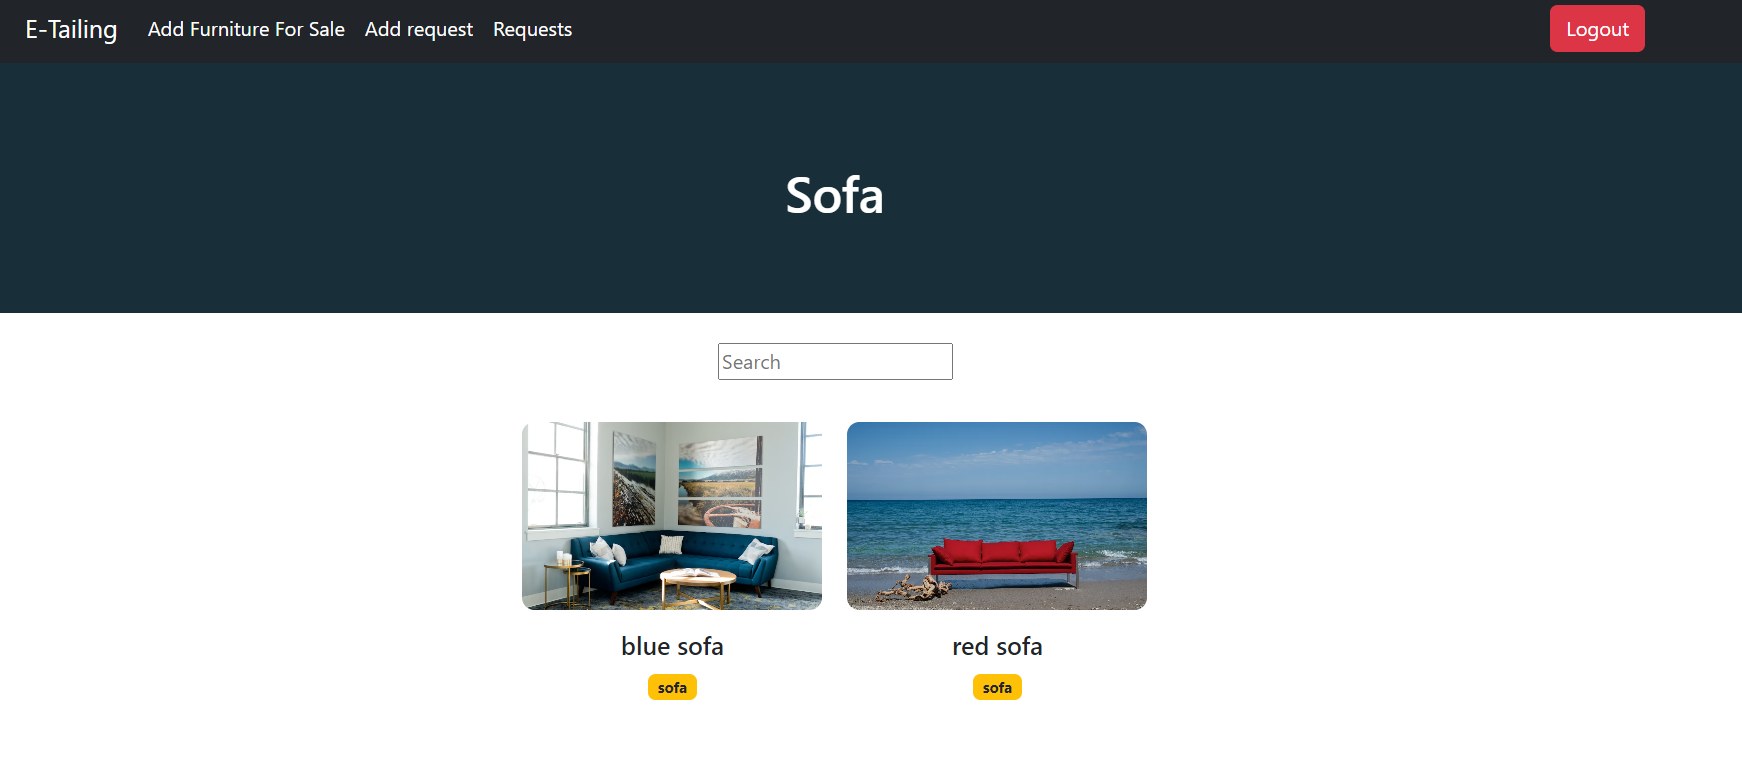 E-Tailing Add Furniture For Sale Add request Requests Logout
Sofa
Search
blue sofa red sofa
sofa sofa